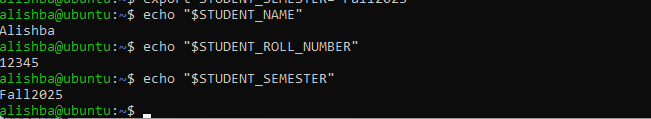 alishba@ubuntu:~$ export STUDENT_SEMESTER="Fall2025"
alishba@ubuntu:~$ echo "$STUDENT_NAME"
Alishba
alishba@ubuntu:~$ echo "$STUDENT_ROLL_NUMBER"
12345
alishba@ubuntu:~$ echo "$STUDENT_SEMESTER"
Fall2025
alishba@ubuntu:~$